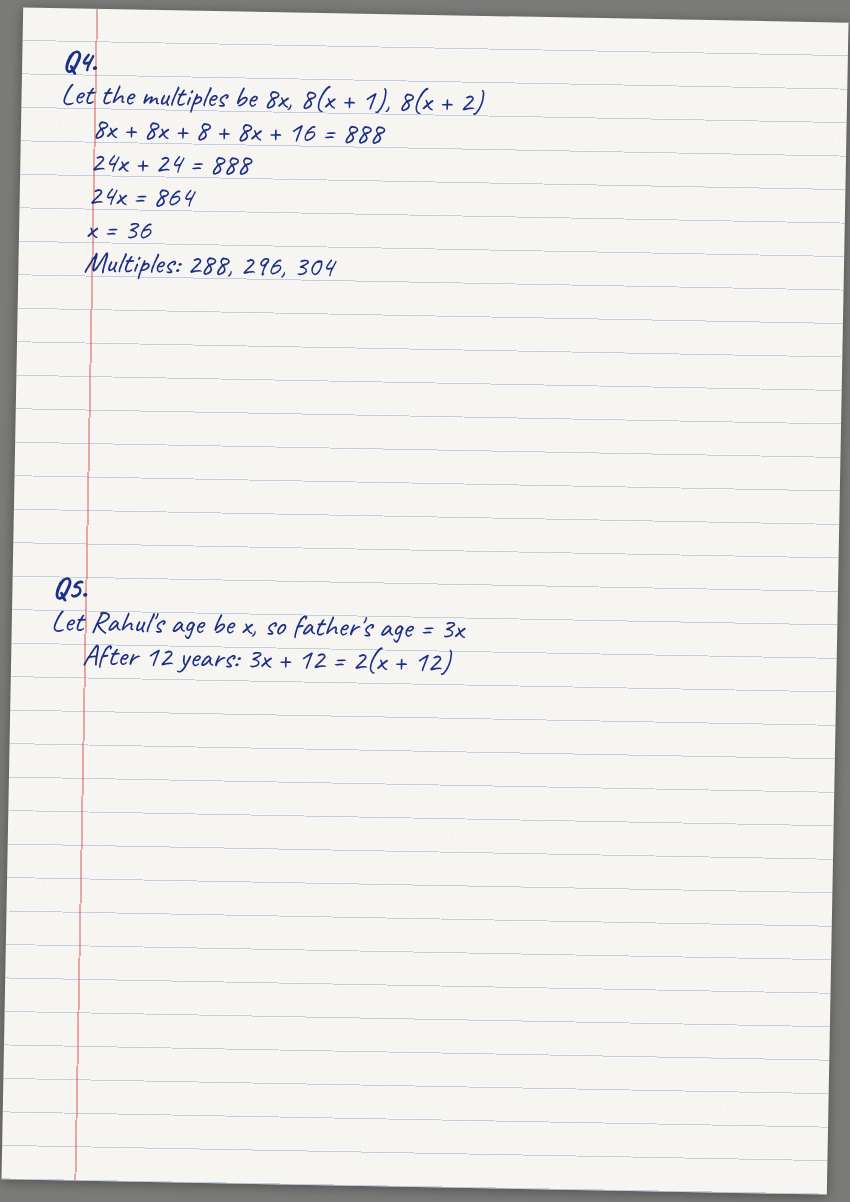 Q4.
Let the multiples be 8x, 8(x + 1), 8(x + 2)
8x + 8x + 8 + 8x + 16 = 888
24x + 24 = 888
24x = 864
x = 36
Multiples: 288, 296, 304
Q5.
Let Rahul's age be x, so father's age = 3x
After 12 years: 3x + 12 = 2(x + 12)